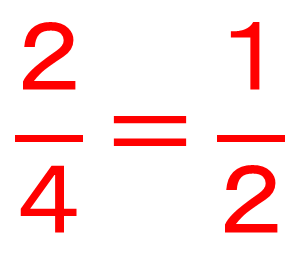 2/4 = 1/2